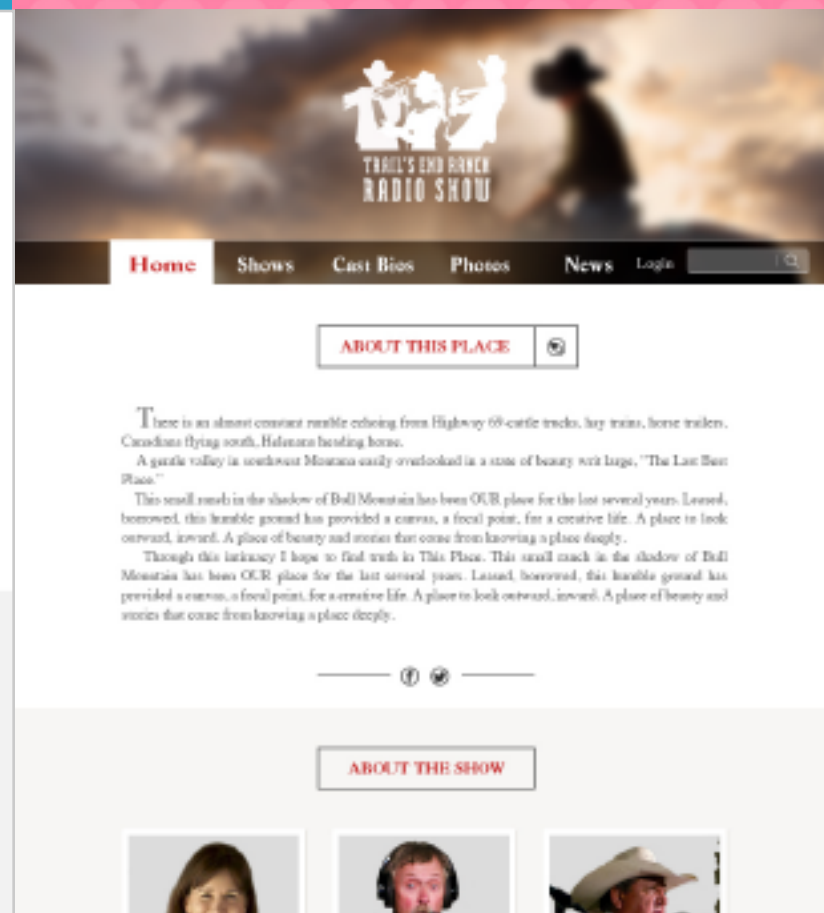 TRAIL'S END RANCH
RADIO SHOW
Home Shows Cast Bios Photos News Login
ABOUT THIS PLACE
There is an almost constant rumble echoing from Highway 69-cattle trucks, hay trains, horse trailers,
Canadians flying south, Helenans heading home.
A gentle valley in southwest Montana easily overlooked in a state of beauty writ large, "The Last Best
Place."
This small ranch in the shadow of Bull Mountain has been OUR place for the last several years. Leased,
borrowed, this humble ground has provided a canvas, a focal point, for a creative life. A place to look
outward, inward. A place of beauty and stories that come from knowing a place deeply.
Through this intimacy I hope to find truth in This Place. This small ranch in the shadow of Bull
Mountain has been OUR place for the last several years. Leased, borrowed, this humble ground has
provided a canvas, a focal point, for a creative life. A place to look outward, inward. A place of beauty and
stories that come from knowing a place deeply.
ABOUT THE SHOW